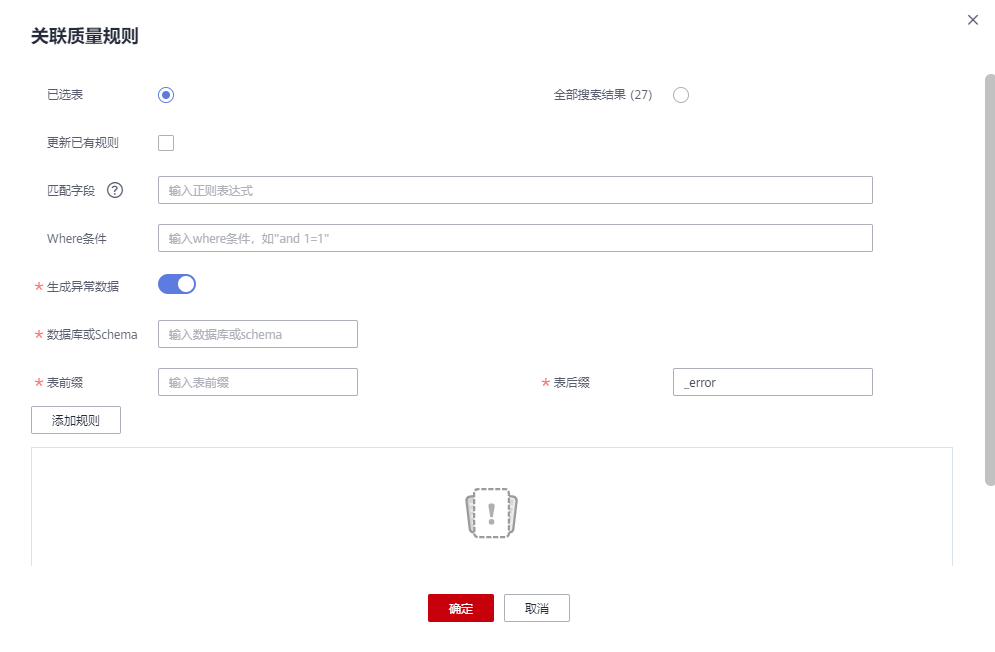 关联质量规则
已选表
全部搜索结果 (27)
更新已有规则
匹配字段 ?
输入正则表达式
Where条件
输入where条件，如"and 1=1"
* 生成异常数据
* 数据库或Schema
输入数据库或schema
* 表前缀
输入表前缀
* 表后缀
_error
添加规则
确定
取消